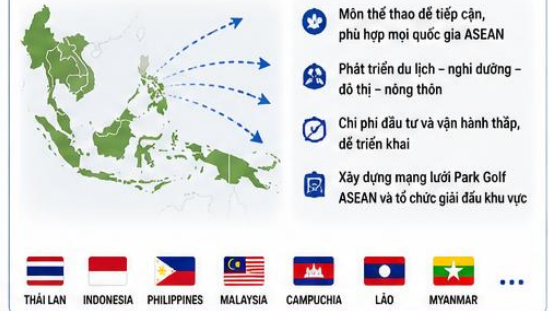 Môn thể thao dễ tiếp cận,
phù hợp mọi quốc gia ASEAN
Phát triển du lịch – nghỉ dưỡng –
đô thị – nông thôn
Chi phí đầu tư và vận hành thấp,
dễ triển khai
Xây dựng mạng lưới Park Golf
ASEAN và tổ chức giải đấu khu vực
THÁI LAN INDONESIA PHILIPPINES MALAYSIA CAMPUCHIA LÀO MYANMAR ...